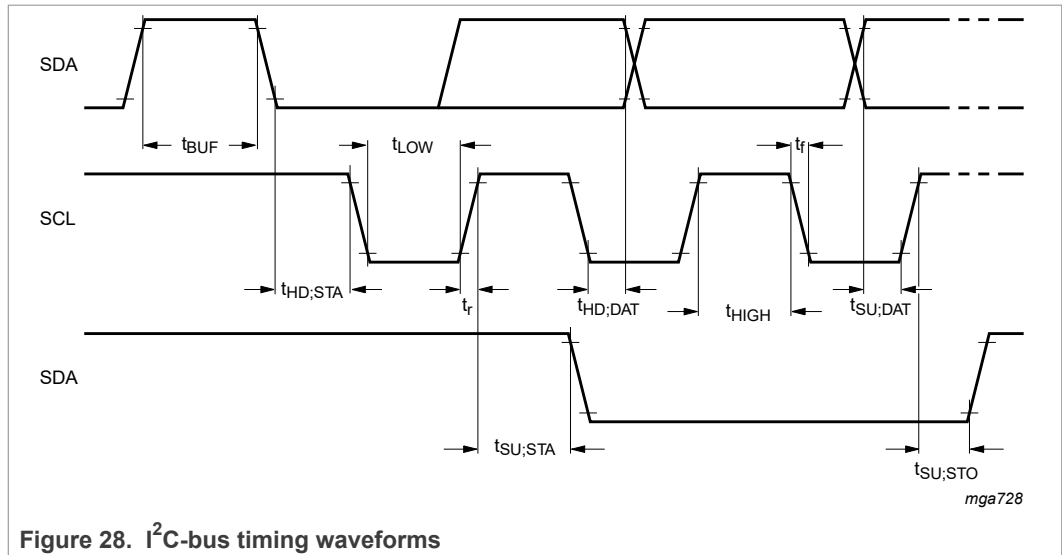 SDA
tBUF
tLOW
tf
SCL
tHD;STA
tr
tHD;DAT
tHIGH
tSU;DAT
SDA
tSU;STA
tSU;STO
mga728
Figure 28. I²C-bus timing waveforms